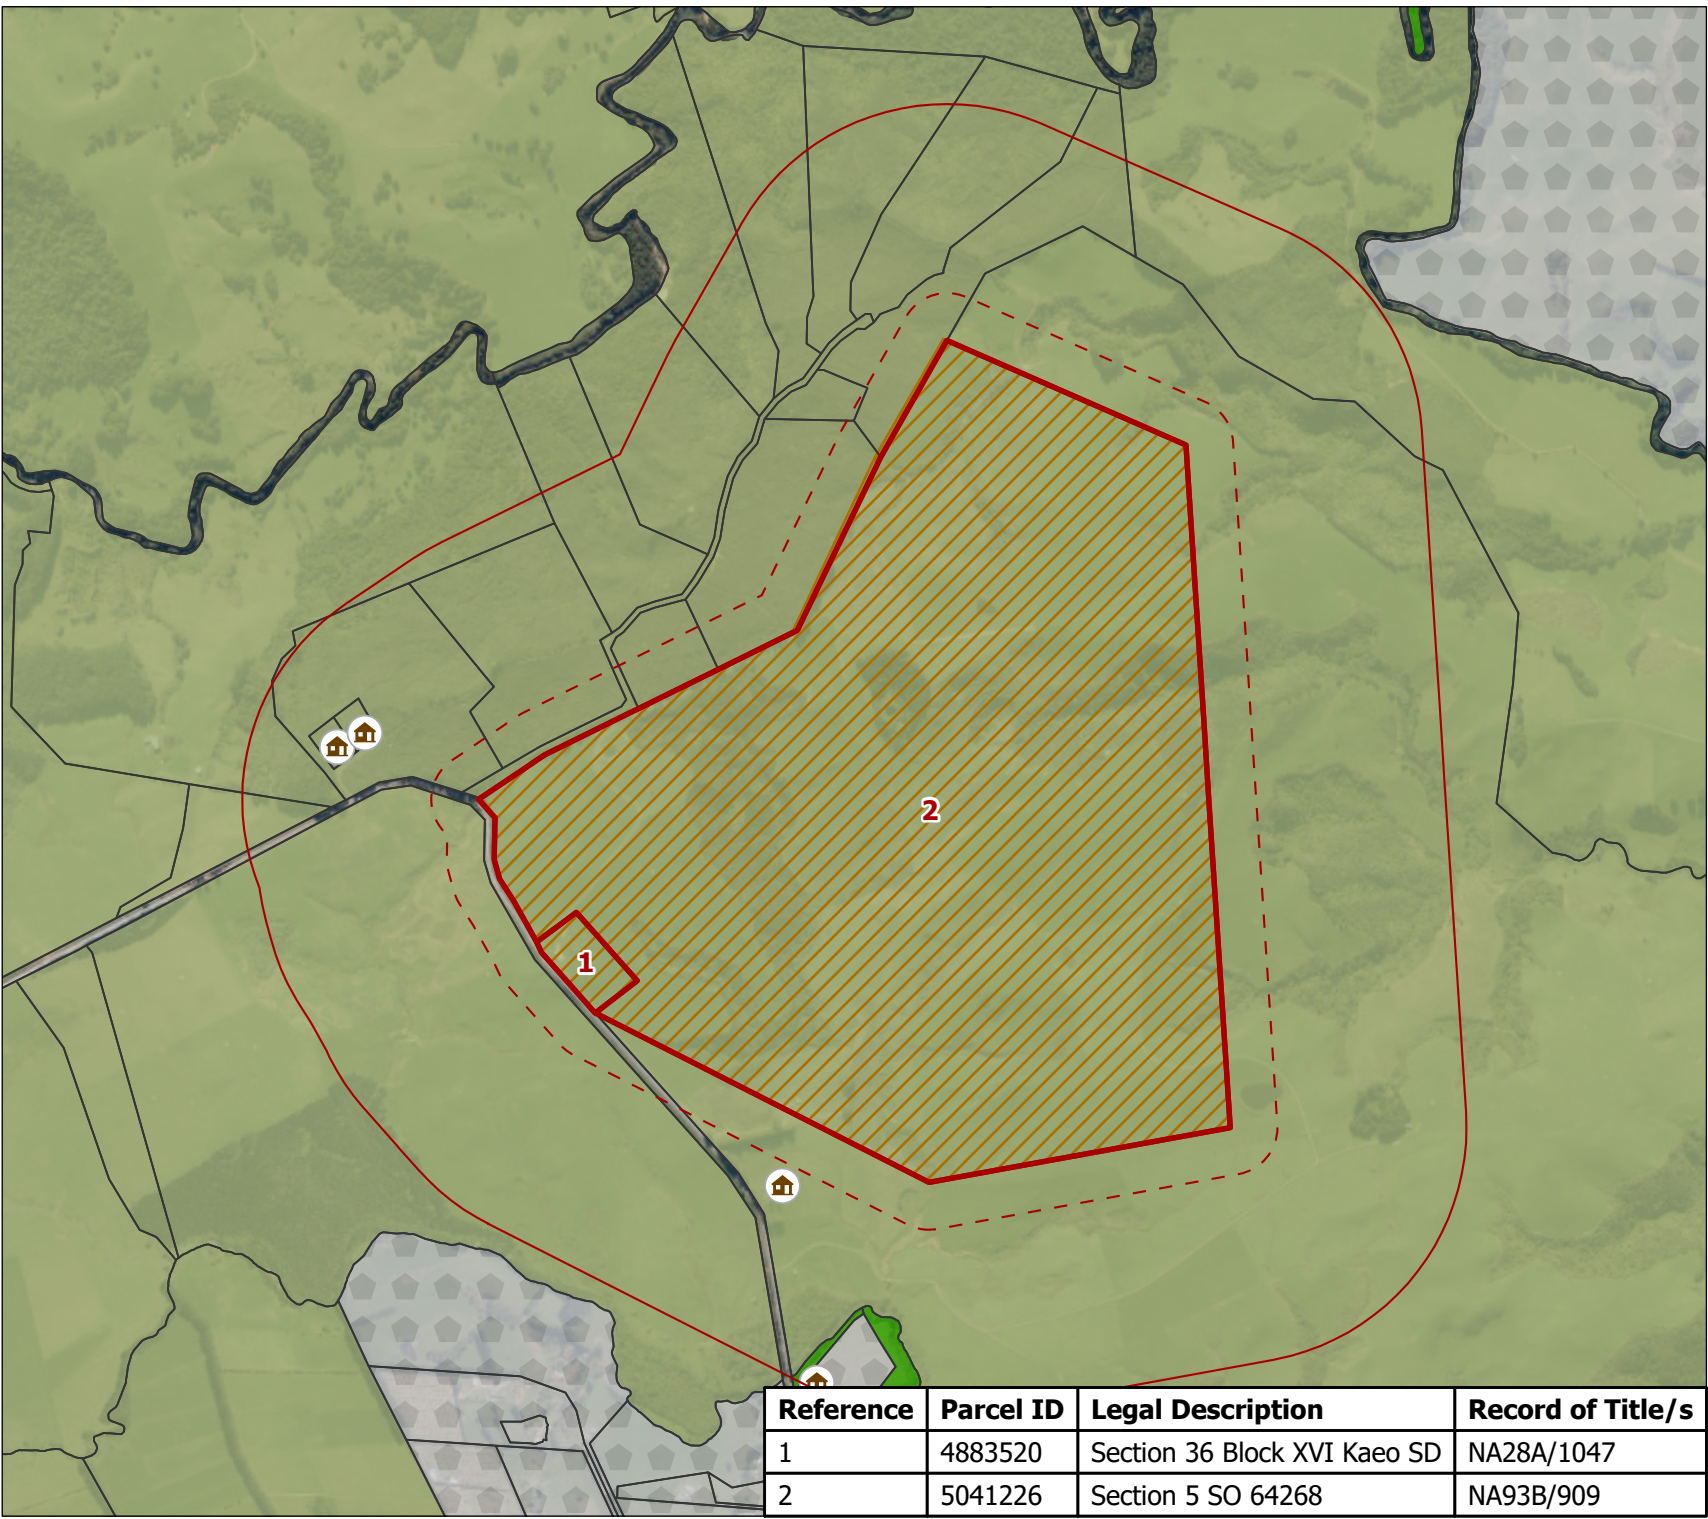 2
1
Reference Parcel ID Legal Description Record of Title/s
1 4883520 Section 36 Block XVI Kaeo SD NA28A/1047
2 5041226 Section 5 SO 64268 NA93B/909